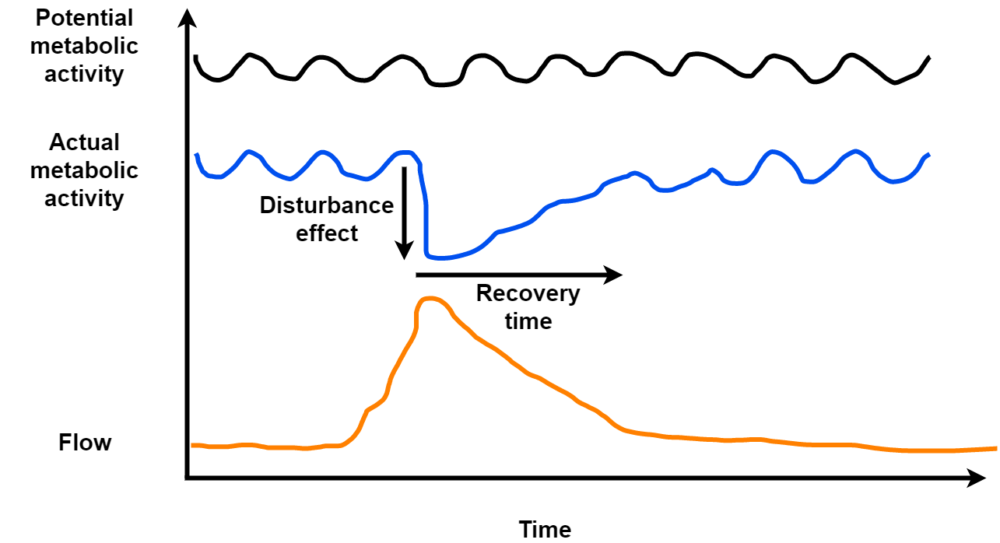 Potential
metabolic
activity
Actual
metabolic
activity
Disturbance
effect
Recovery
time
Flow
Time